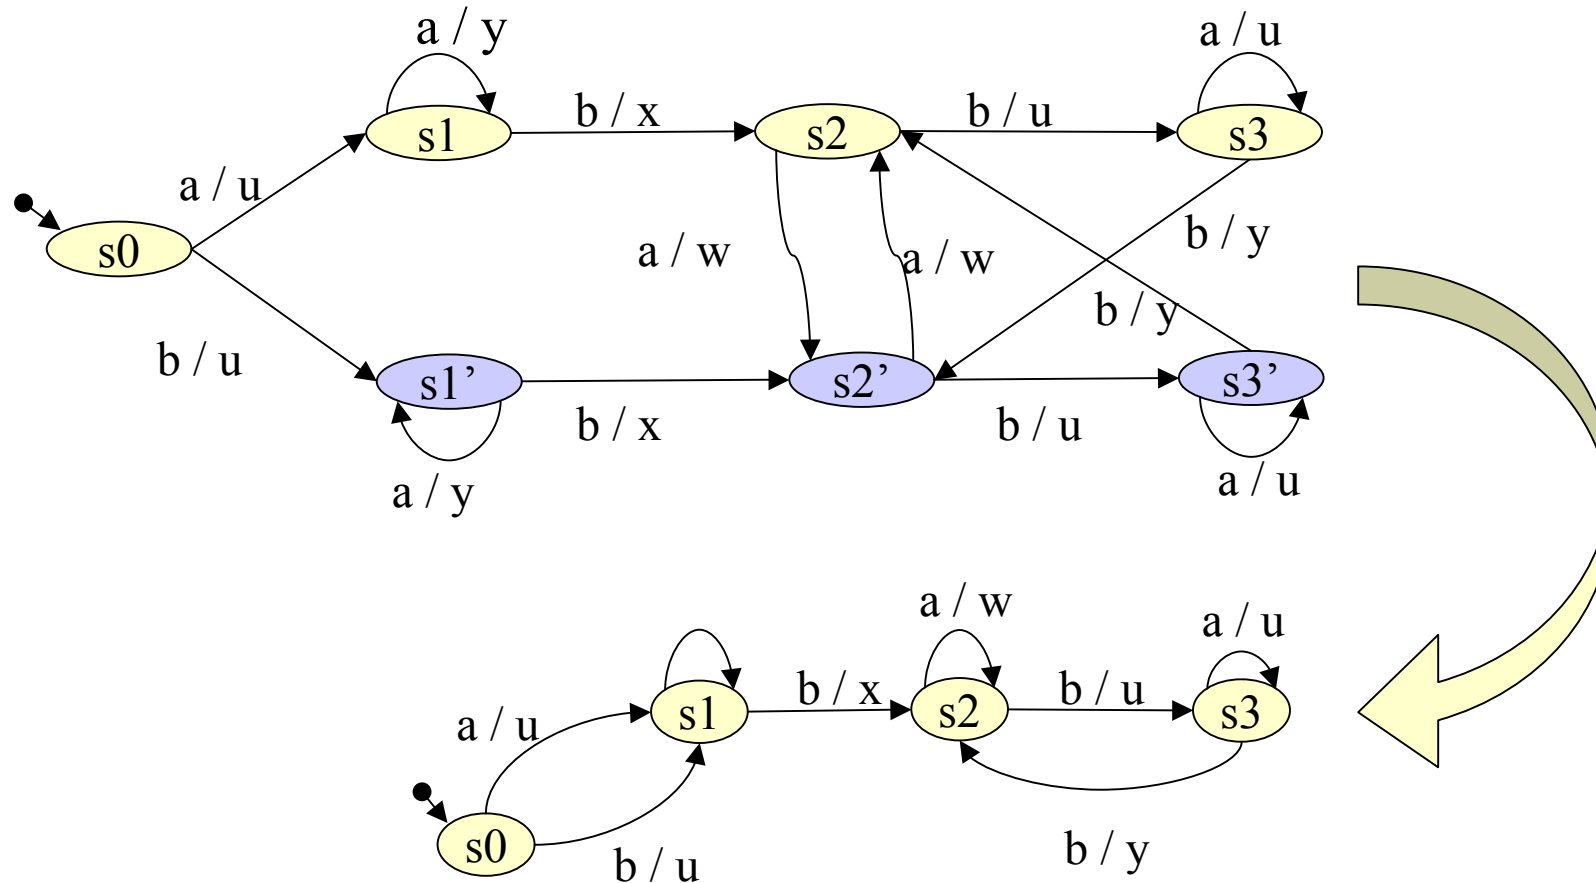 a / y
a / u
b / x
b / u
s1
s2
s3
a / u
b / y
s0
a / w
a / w
b / y
b / u
s1’
s2’
s3’
b / x
b / u
a / y
a / u
a / w
a / u
b / x
b / u
s1
s2
s3
a / u
s0
b / u
b / y